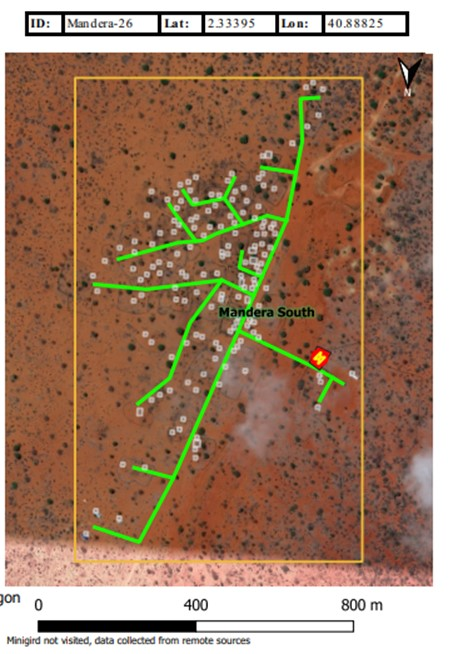 ID: Mandera-26 Lat: 2.33395 Lon: 40.88825
N
Mandera South
gon
0 400 800 m
Minigird not visited, data collected from remote sources